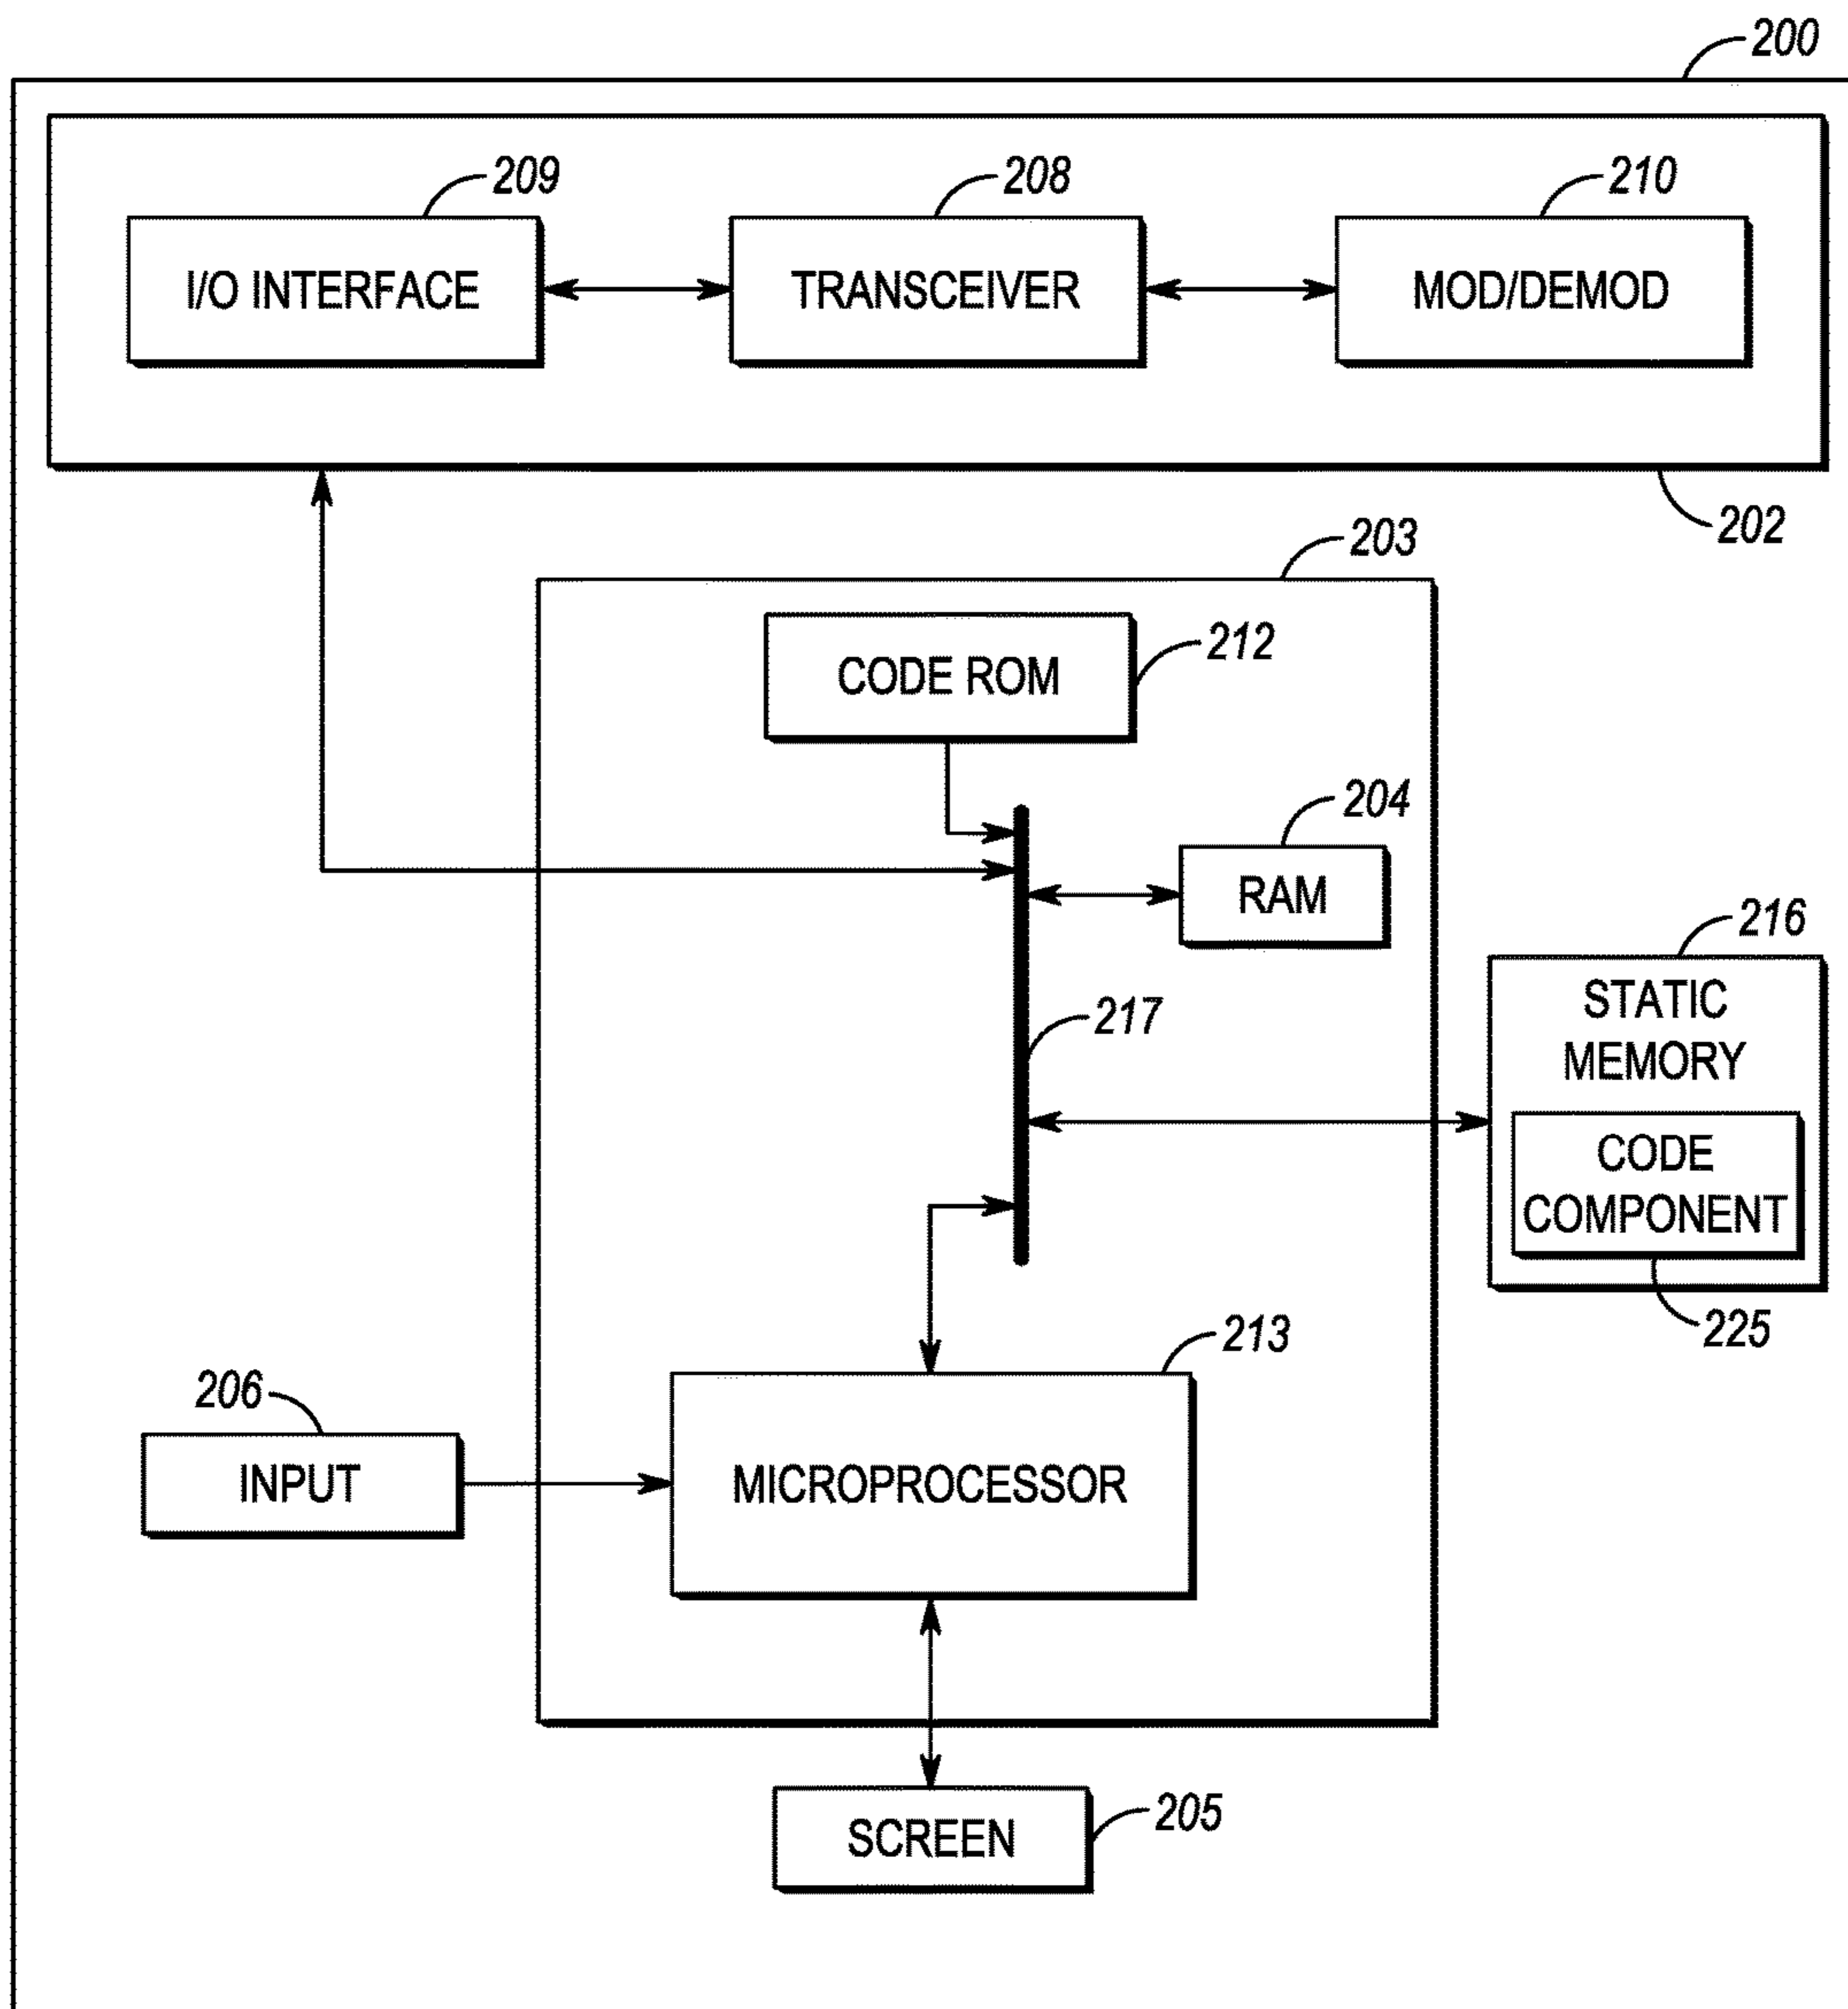 200
209
208
210
I/O INTERFACE
TRANSCEIVER
MOD/DEMOD
202
203
212
CODE ROM
204
RAM
216
STATIC
MEMORY
217
CODE
COMPONENT
225
213
206
INPUT
MICROPROCESSOR
205
SCREEN